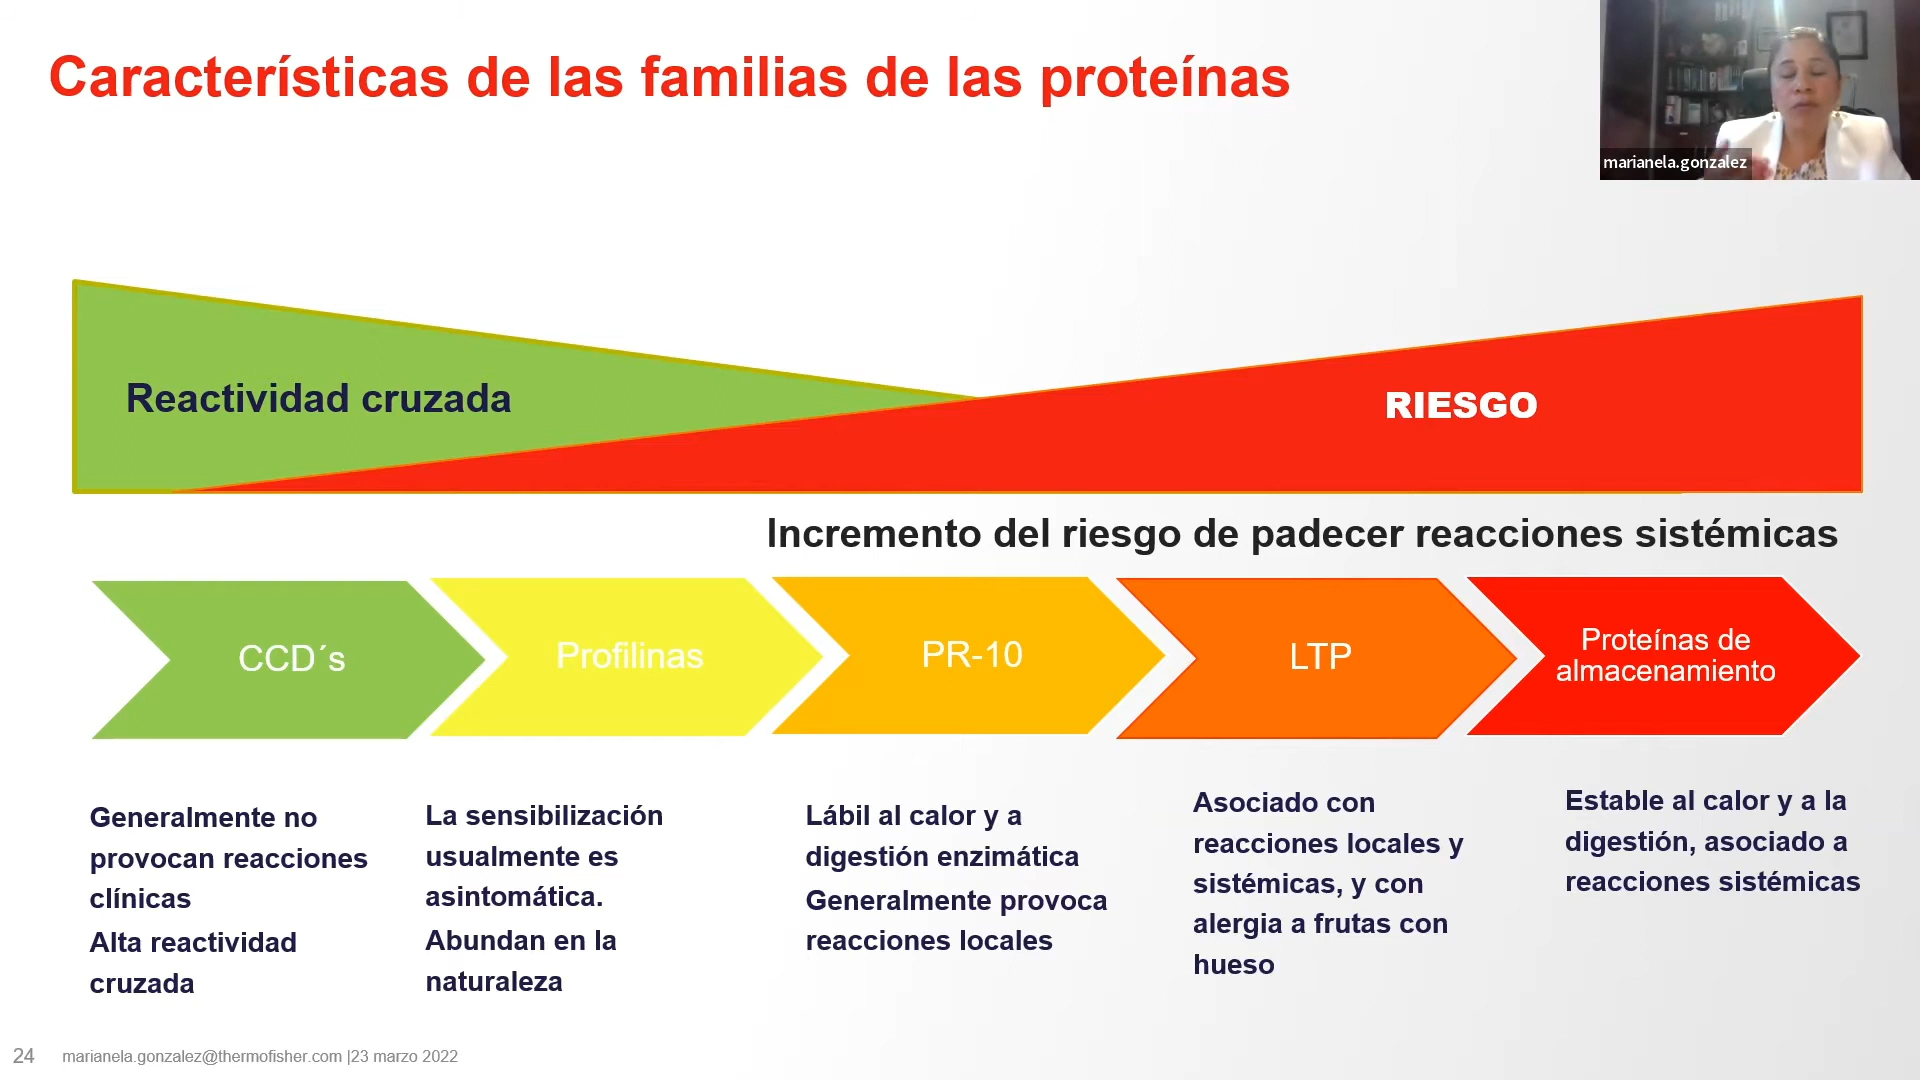 Características de las familias de las proteínas
marianela.gonzalez
Reactividad cruzada
RIESGO
Incremento del riesgo de padecer reacciones sistémicas
CCD´s
Profilinas
PR-10
LTP
Proteínas de
almacenamiento
Generalmente no
provocan reacciones
clínicas
Alta reactividad
cruzada
La sensibilización
usualmente es
asintomática.
Abundan en la
naturaleza
Lábil al calor y a
digestión enzimática
Generalmente provoca
reacciones locales
Asociado con
reacciones locales y
sistémicas, y con
alergia a frutas con
hueso
Estable al calor y a la
digestión, asociado a
reacciones sistémicas
24 marianela.gonzalez@thermofisher.com |23 marzo 2022